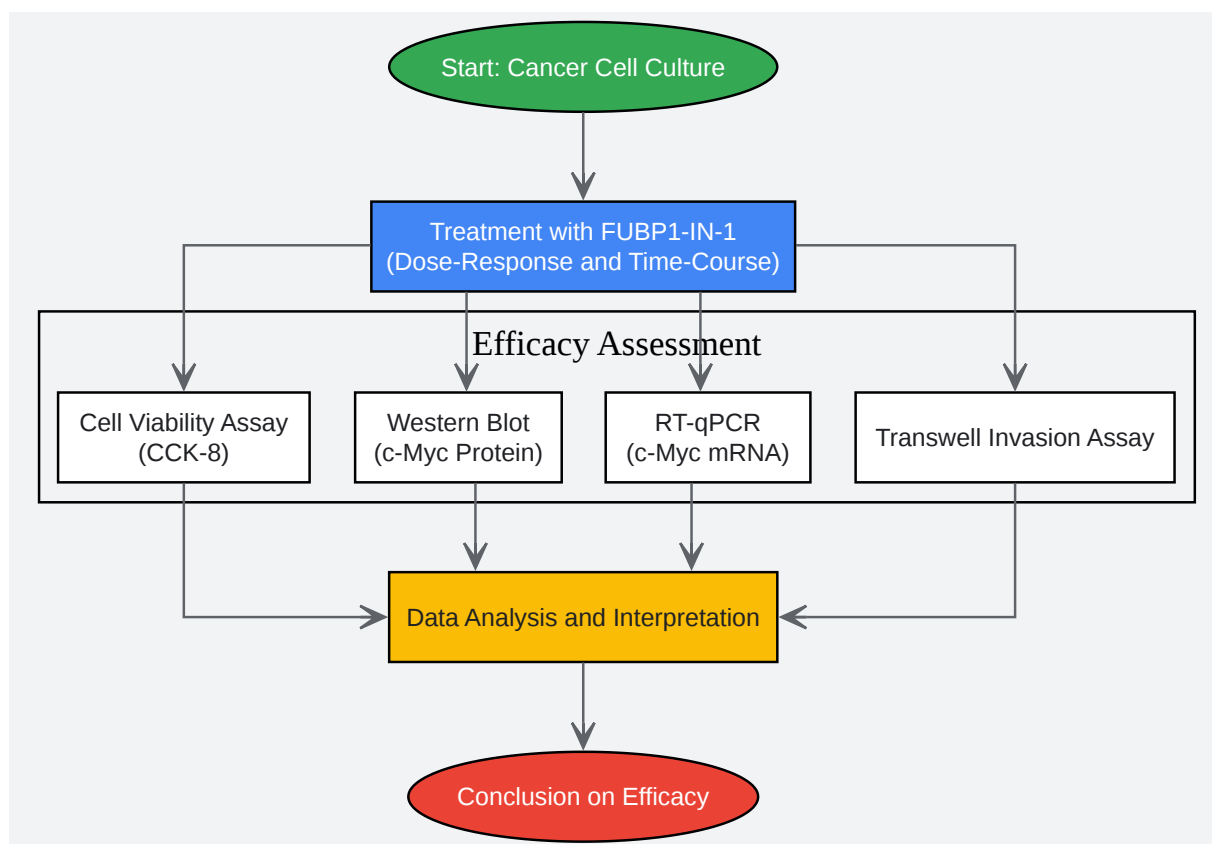 Start: Cancer Cell Culture
Treatment with FUBP1-IN-1
(Dose-Response and Time-Course)
Efficacy Assessment
Cell Viability Assay
(CCK-8)
Western Blot
(c-Myc Protein)
RT-qPCR
(c-Myc mRNA)
Transwell Invasion Assay
Data Analysis and Interpretation
Conclusion on Efficacy